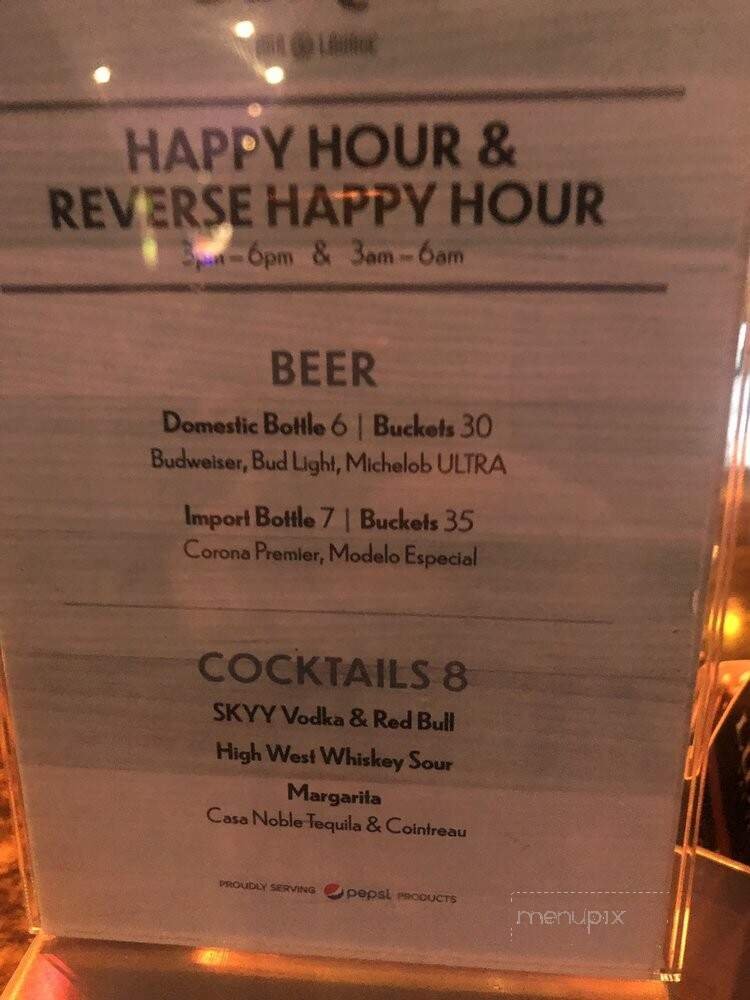 HAPPY HOUR &
REVERSE HAPPY HOUR
3pm – 6pm & 3am – 6am
BEER
Domestic Bottle 6 | Buckets 30
Budweiser, Bud Light, Michelob ULTRA
Import Bottle 7 | Buckets 35
Corona Premier, Modelo Especial
COCKTAILS 8
SKYY Vodka & Red Bull
High West Whiskey Sour
Margarita
Casa Noble Tequila & Cointreau
PROUDLY SERVING pepsi PRODUCTS
menupix